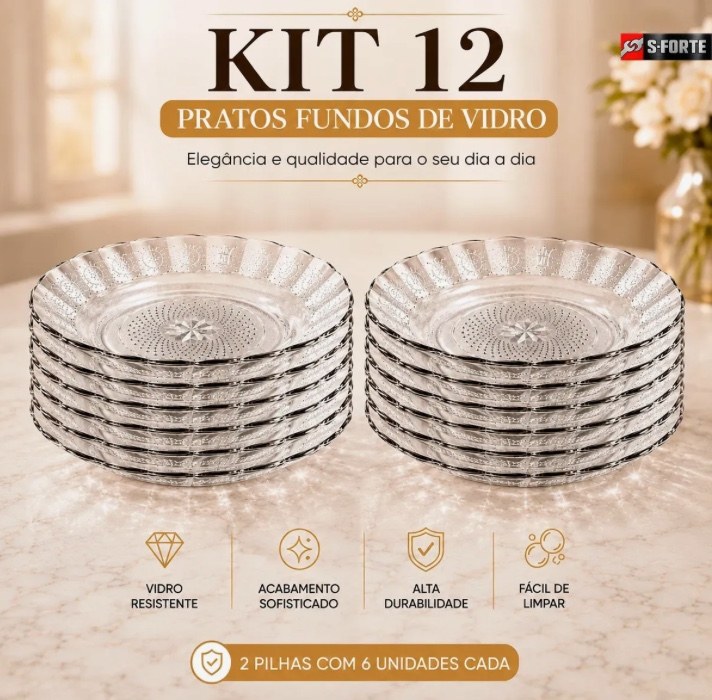 KIT 12
S-FORTE
PRATOS FUNDOS DE VIDRO
Elegância e qualidade para o seu dia a dia
VIDRO
RESISTENTE
ACABAMENTO
SOFISTICADO
ALTA
DURABILIDADE
FÁCIL DE
LIMPAR
2 PILHAS COM 6 UNIDADES CADA